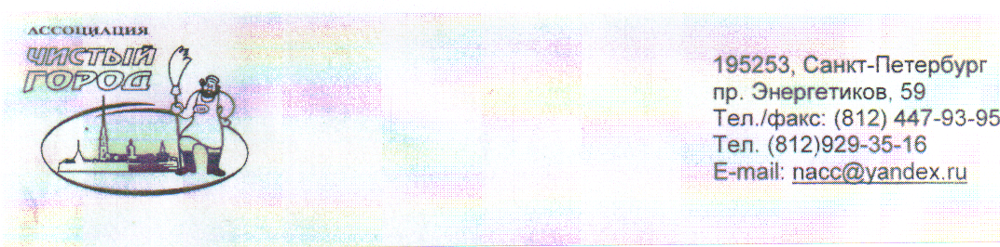 АССОЦИАЦИЯ
ЧИСТЫЙ
ГОРОД
195253, Санкт-Петербург
пр. Энергетиков, 59
Тел./факс: (812) 447-93-95
Тел. (812)929-35-16
E-mail: nacc@yandex.ru